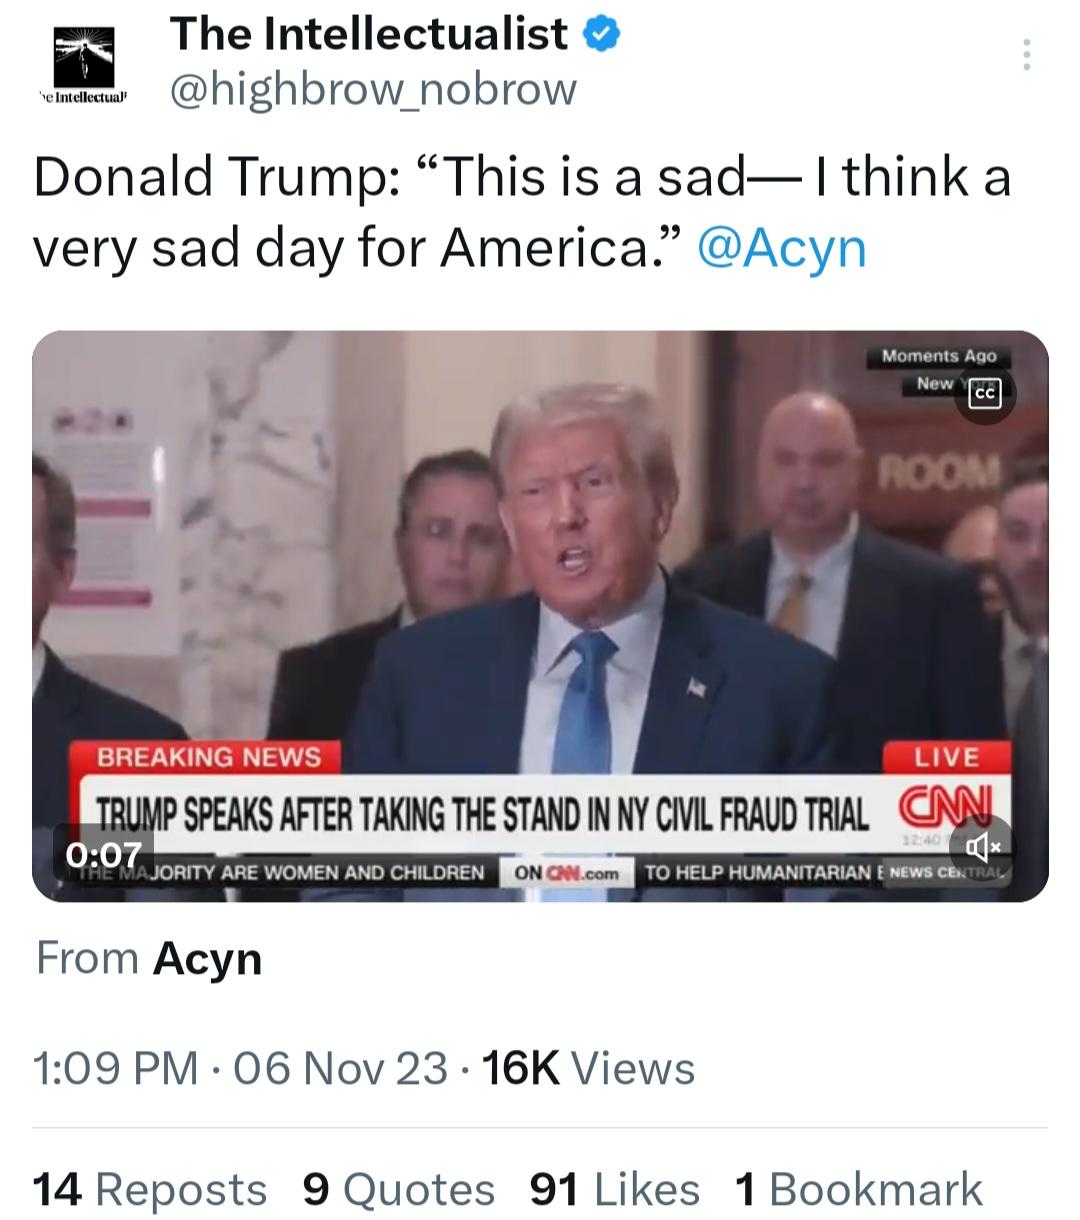 The Intellectualist
@highbrow_nobrow
Donald Trump: “This is a sad— I think a
very sad day for America.” @Acyn
Moments Ago
New
CC
ROOM
BREAKING NEWS
LIVE
TRUMP SPEAKS AFTER TAKING THE STAND IN NY CIVIL FRAUD TRIAL
CNN
12:40
0:07
THE MAJORITY ARE WOMEN AND CHILDREN ON CNN.com TO HELP HUMANITARIAN E NEWS CENTRAL
From Acyn
1:09 PM · 06 Nov 23 · 16K Views
14 Reposts 9 Quotes 91 Likes 1 Bookmark